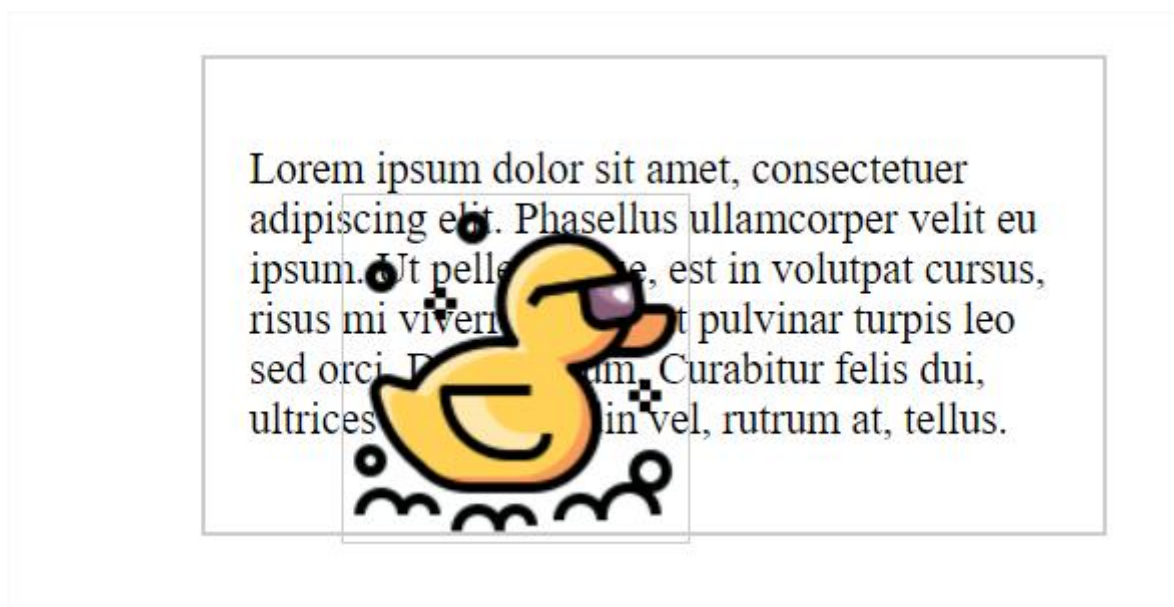 Lorem ipsum dolor sit amet, consectetuer
adipiscing elit. Phasellus ullamcorper velit eu
ipsum. Ut est in volutpat cursus,
risus mi pulvinar turpis leo
sed orci. Curabitur felis dui,
ultrices vel, rutrum at, tellus.